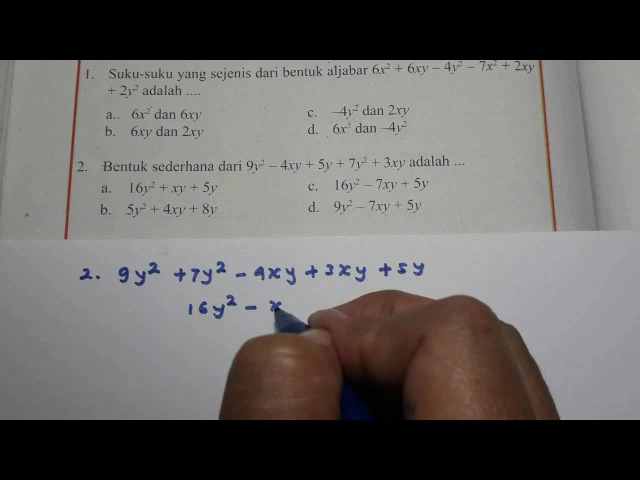 1. Suku-suku yang sejenis dari bentuk aljabar 6x² + 6xy – 4y² – 7x² + 2xy
+ 2y² adalah ....
a.. 6x² dan 6xy
c. –4y² dan 2xy
b. 6xy dan 2xy
d. 6x² dan –4y²
2. Bentuk sederhana dari 9y² – 4xy + 5y + 7y² + 3xy adalah ...
a. 16y² + xy + 5y
c. 16y² – 7xy + 5y
b. 5y² + 4xy + 8y
d. 9y² – 7xy + 5y
2. 9y² + 7y² – 4xy + 3xy + 5y
16y² – x